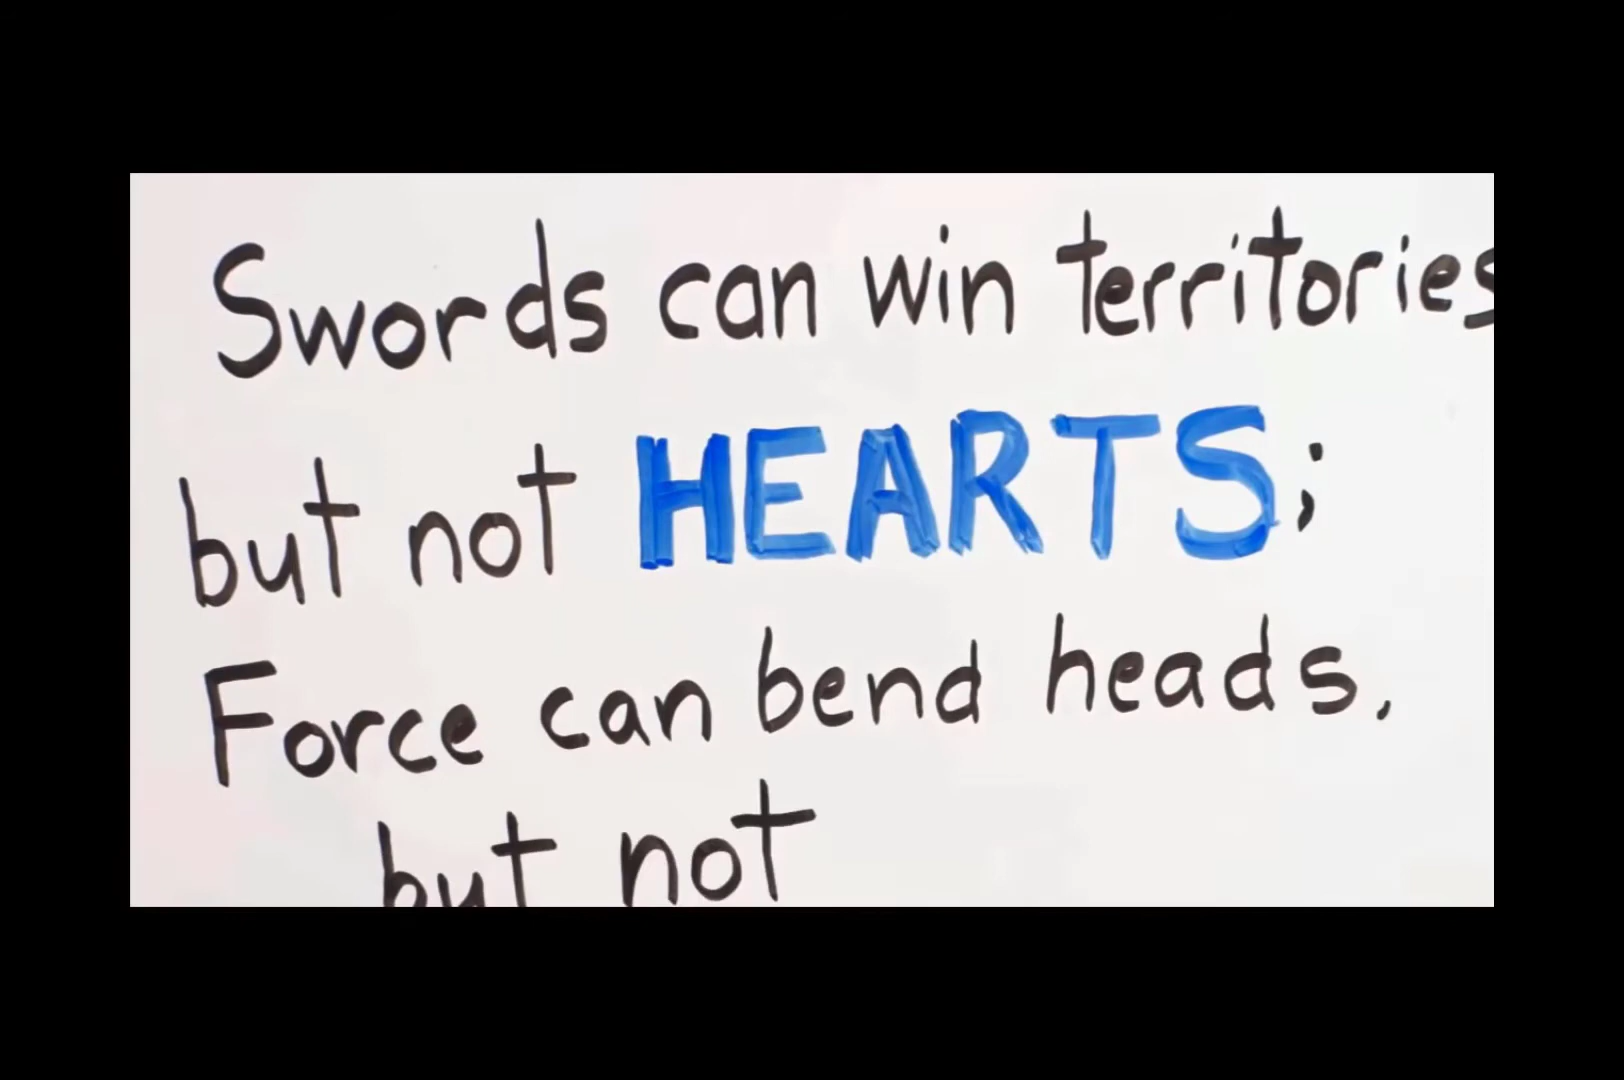 Swords can win territories
but not HEARTS;
Force can bend heads,
but not